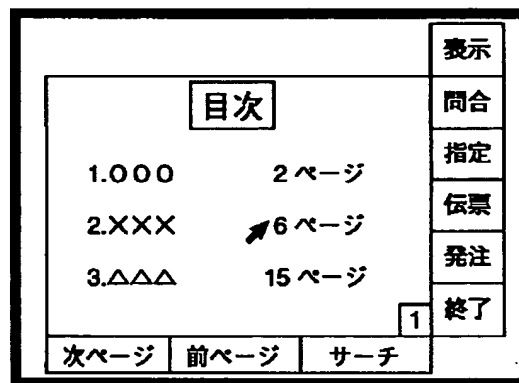 表示
目次
問合
1.○○○ 2ページ
指定
2.××× 6ページ
伝票
3.△△△ 15ページ
発注
1
終了
次ページ 前ページ サーチ